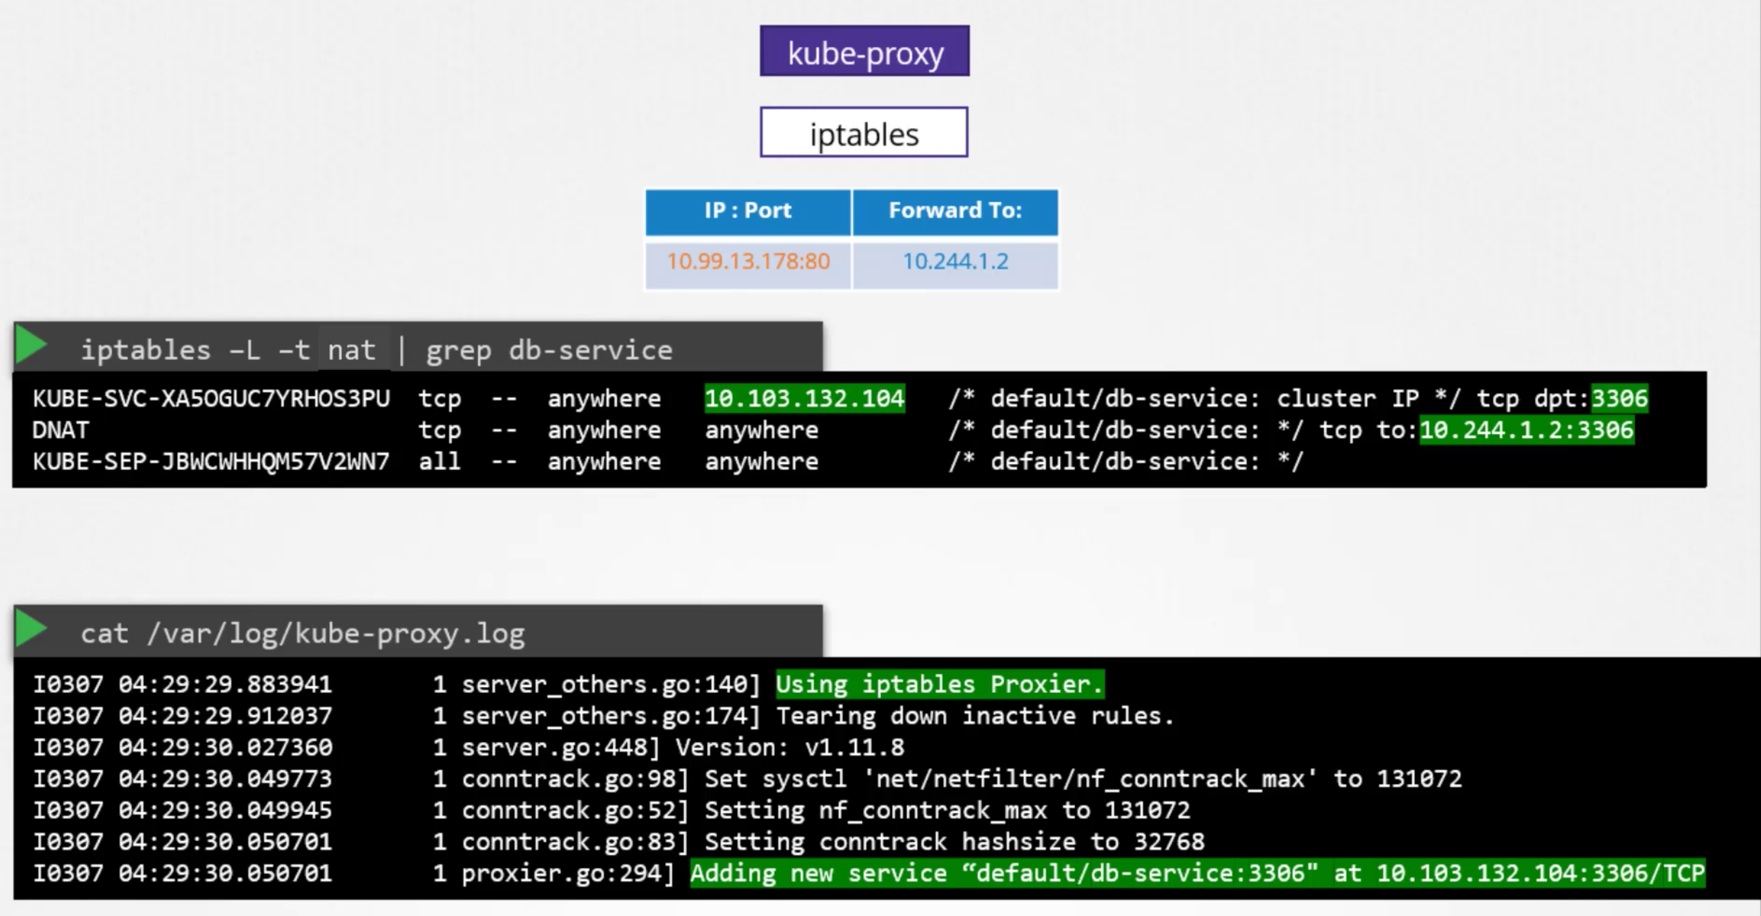 kube-proxy
iptables
IP : Port Forward To:
10.99.13.178:80 10.244.1.2
iptables –L –t nat | grep db-service
KUBE-SVC-XA5OGUC7YRHOS3PU tcp -- anywhere 10.103.132.104 /* default/db-service: cluster IP */ tcp dpt:3306
DNAT tcp -- anywhere anywhere /* default/db-service: */ tcp to:10.244.1.2:3306
KUBE-SEP-JBWCWHHQM57V2WN7 all -- anywhere anywhere /* default/db-service: */
cat /var/log/kube-proxy.log
I0307 04:29:29.883941 1 server_others.go:140] Using iptables Proxier.
I0307 04:29:29.912037 1 server_others.go:174] Tearing down inactive rules.
I0307 04:29:30.027360 1 server.go:448] Version: v1.11.8
I0307 04:29:30.049773 1 conntrack.go:98] Set sysctl 'net/netfilter/nf_conntrack_max' to 131072
I0307 04:29:30.049945 1 conntrack.go:52] Setting nf_conntrack_max to 131072
I0307 04:29:30.050701 1 conntrack.go:83] Setting conntrack hashsize to 32768
I0307 04:29:30.050701 1 proxier.go:294] Adding new service “default/db-service:3306" at 10.103.132.104:3306/TCP